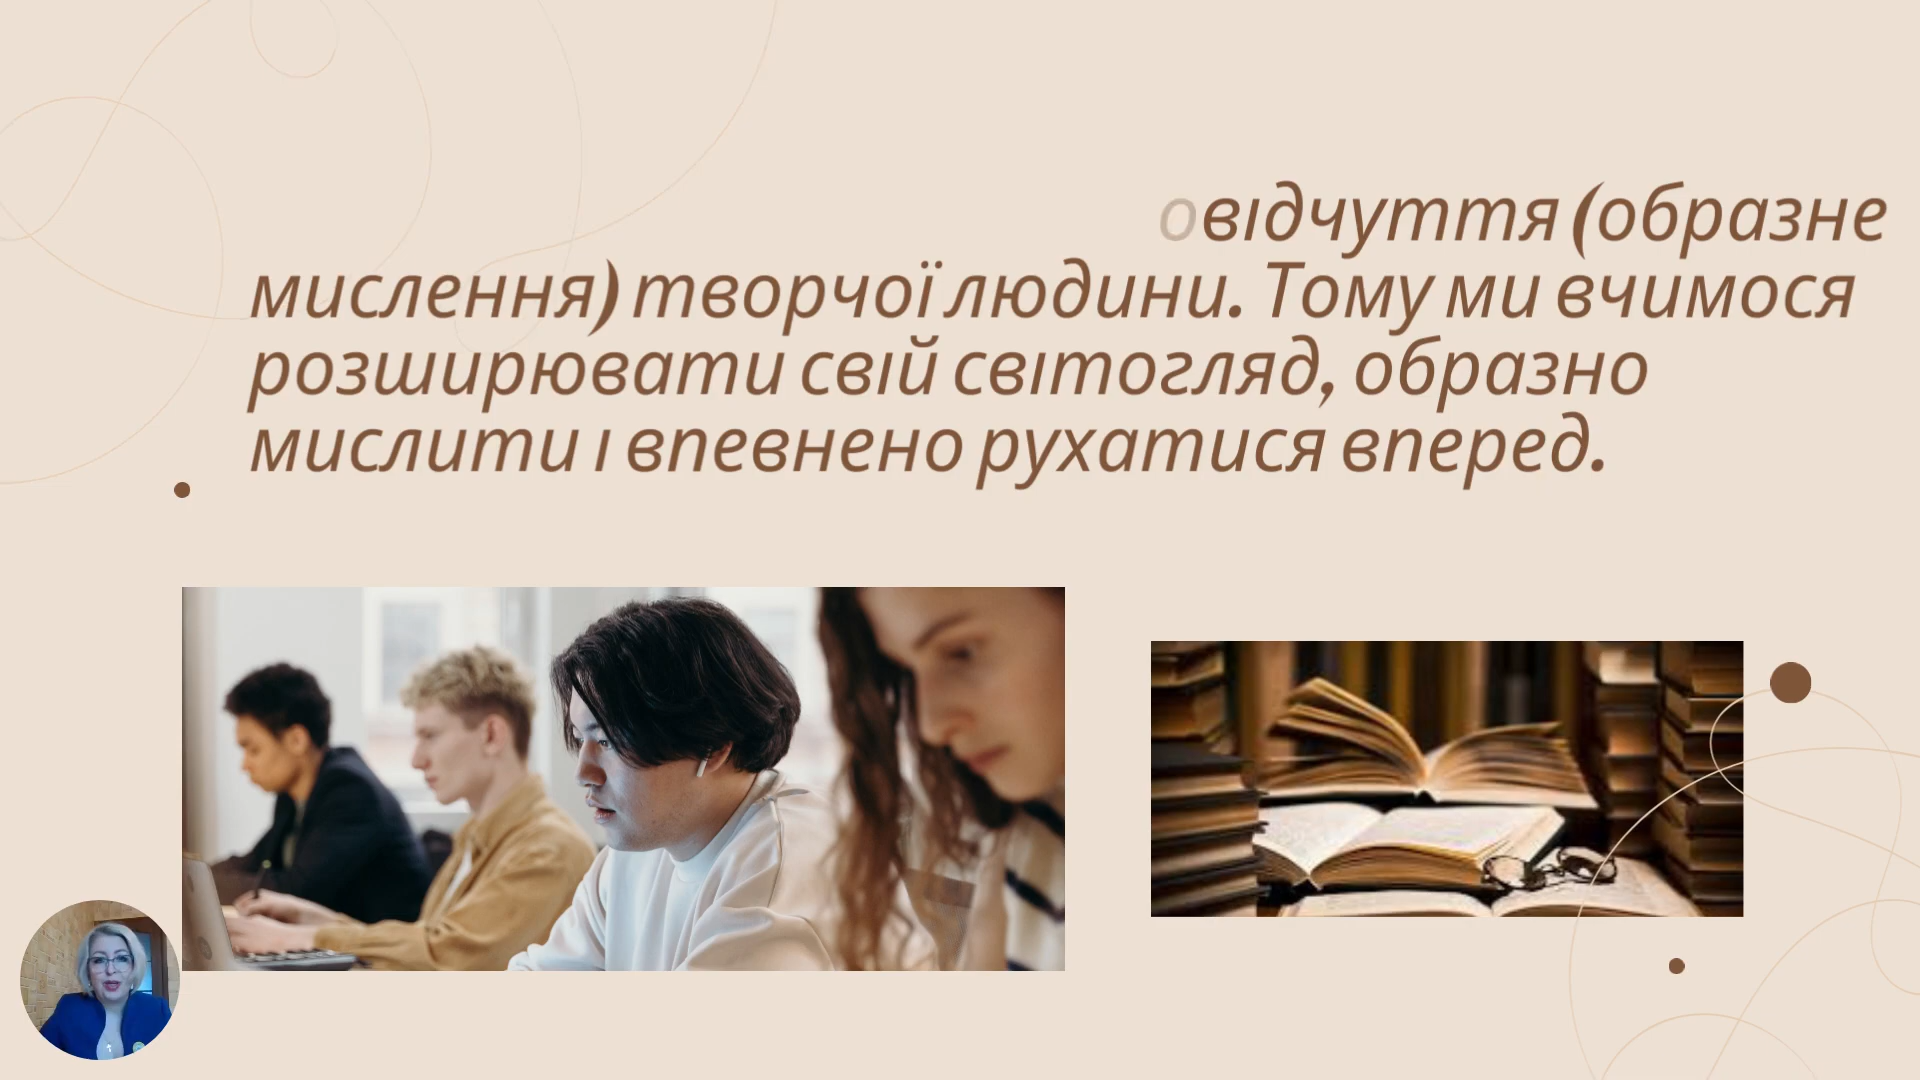 овідчуття (образне
мислення) творчої людини. Тому ми вчимося
розширювати свій світогляд, образно
мислити і впевнено рухатися вперед.